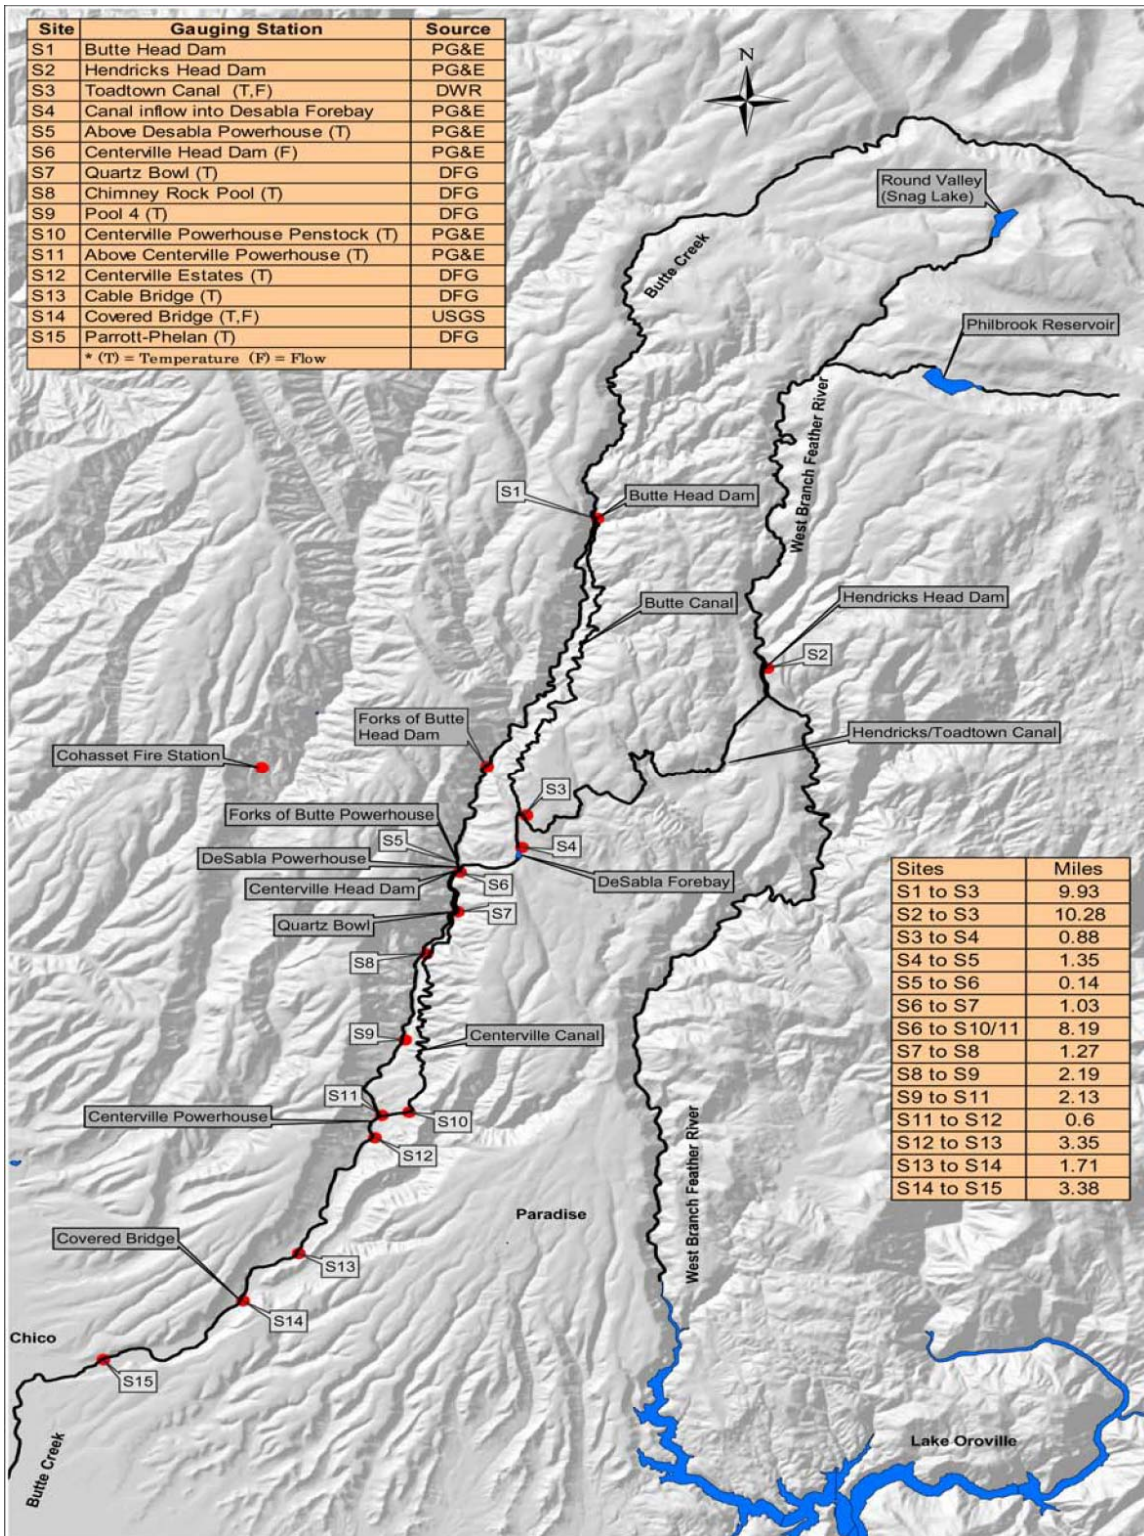 Site Gauging Station Source
S1 Butte Head Dam PG&E
S2 Hendricks Head Dam PG&E
S3 Toadtown Canal (T,F) DWR
S4 Canal inflow into Desabla Forebay PG&E
S5 Above Desabla Powerhouse (T) PG&E
S6 Centerville Head Dam (F) PG&E
S7 Quartz Bowl (T) DFG
S8 Chimney Rock Pool (T) DFG
S9 Pool 4 (T) DFG
S10 Centerville Powerhouse Penstock (T) PG&E
S11 Above Centerville Powerhouse (T) PG&E
S12 Centerville Estates (T) DFG
S13 Cable Bridge (T) DFG
S14 Covered Bridge (T,F) USGS
S15 Parrott-Phelan (T) DFG
* (T) = Temperature (F) = Flow
N
Round Valley
(Snag Lake)
Butte Creek
Philbrook Reservoir
West Branch Feather River
S1
Butte Head Dam
Butte Canal
Hendricks Head Dam
S2
Forks of Butte
Head Dam
Hendricks/Toadtown Canal
Cohasset Fire Station
S3
Forks of Butte Powerhouse
S5
S4
DeSabla Powerhouse
Centerville Head Dam
S6
DeSabla Forebay
Quartz Bowl
S7
S8
S9
Centerville Canal
S11
Centerville Powerhouse
S10
S12
Sites Miles
S1 to S3 9.93
S2 to S3 10.28
S3 to S4 0.88
S4 to S5 1.35
S5 to S6 0.14
S6 to S7 1.03
S6 to S10/11 8.19
S7 to S8 1.27
S8 to S9 2.19
S9 to S11 2.13
S11 to S12 0.6
S12 to S13 3.35
S13 to S14 1.71
S14 to S15 3.38
West Branch Feather River
Paradise
Covered Bridge
S13
S14
Chico
S15
Lake Oroville
Butte Creek